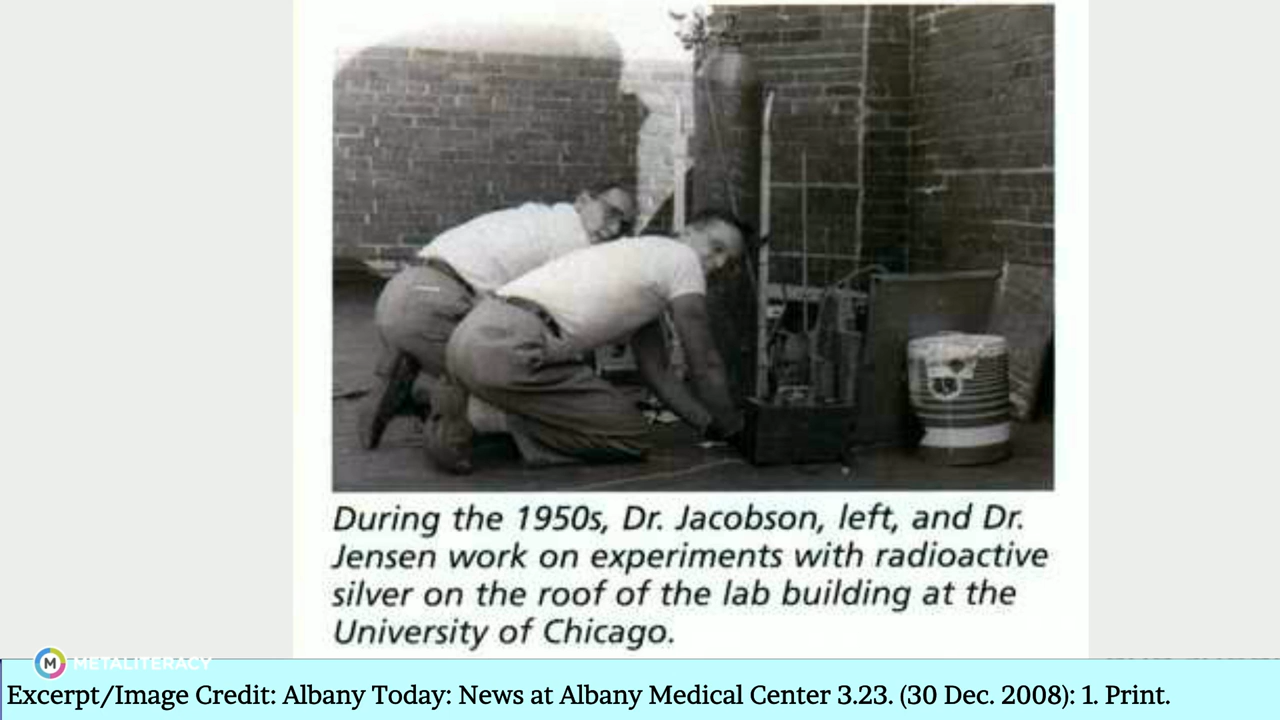 During the 1950s, Dr. Jacobson, left, and Dr.
Jensen work on experiments with radioactive
silver on the roof of the lab building at the
University of Chicago.
M METALITERACY
Excerpt/Image Credit: Albany Today: News at Albany Medical Center 3.23. (30 Dec. 2008): 1. Print.